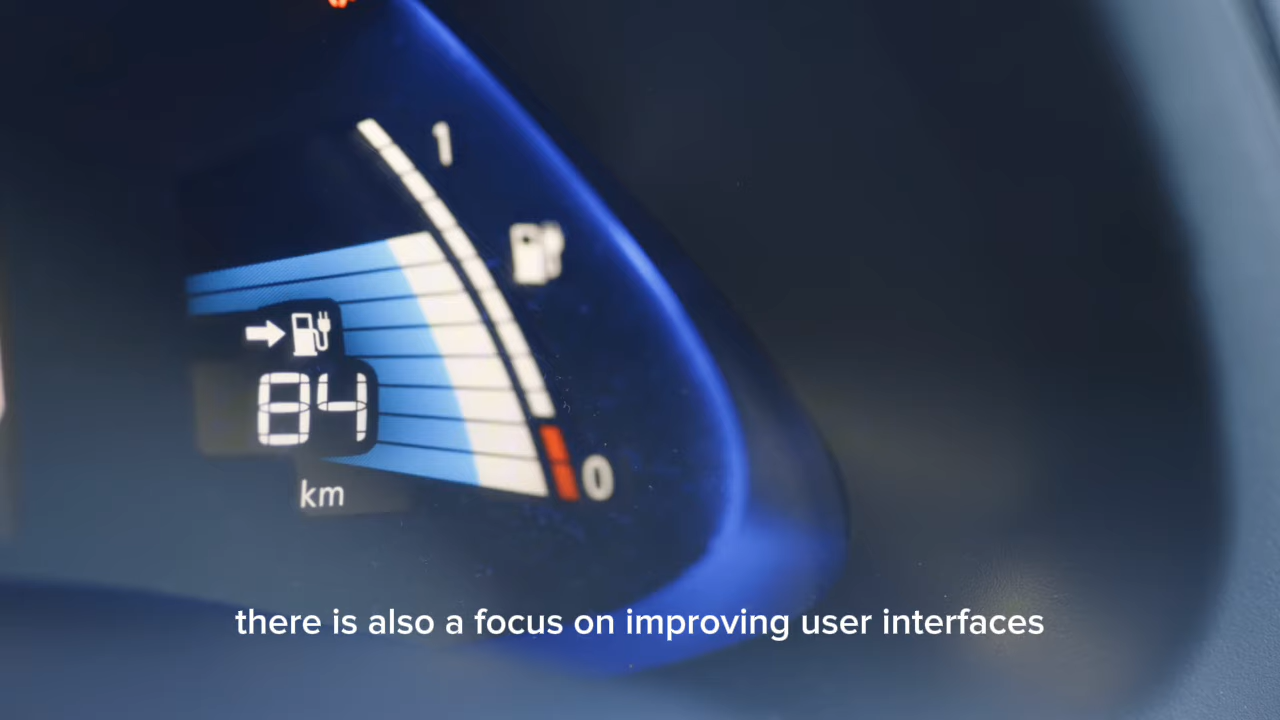 1
84
km
0
there is also a focus on improving user interfaces